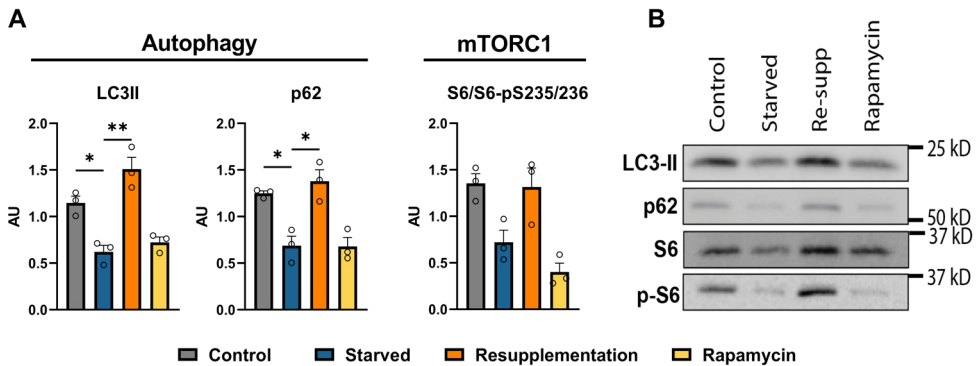 A
Autophagy
mTORC1
LC3II
p62
S6/S6-pS235/236
2.0
1.5
1.0
0.5
0.0
AU
*
**
2.0
1.5
1.0
0.5
0.0
AU
*
*
2.0
1.5
1.0
0.5
0.0
AU
Control
Starved
Resupplementation
Rapamycin
B
Control
Starved
Re-supp
Rapamycin
LC3-II
25 kD
p62
50 kD
S6
37 kD
p-S6
37 kD